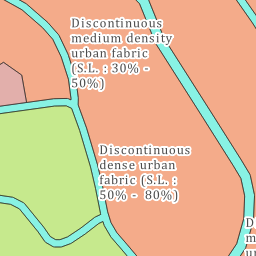 Discontinuous
medium density
urban fabric
(S.L. : 30% -
50%)
Discontinuous
dense urban
fabric (S.L. :
50% -  80%)
D
m